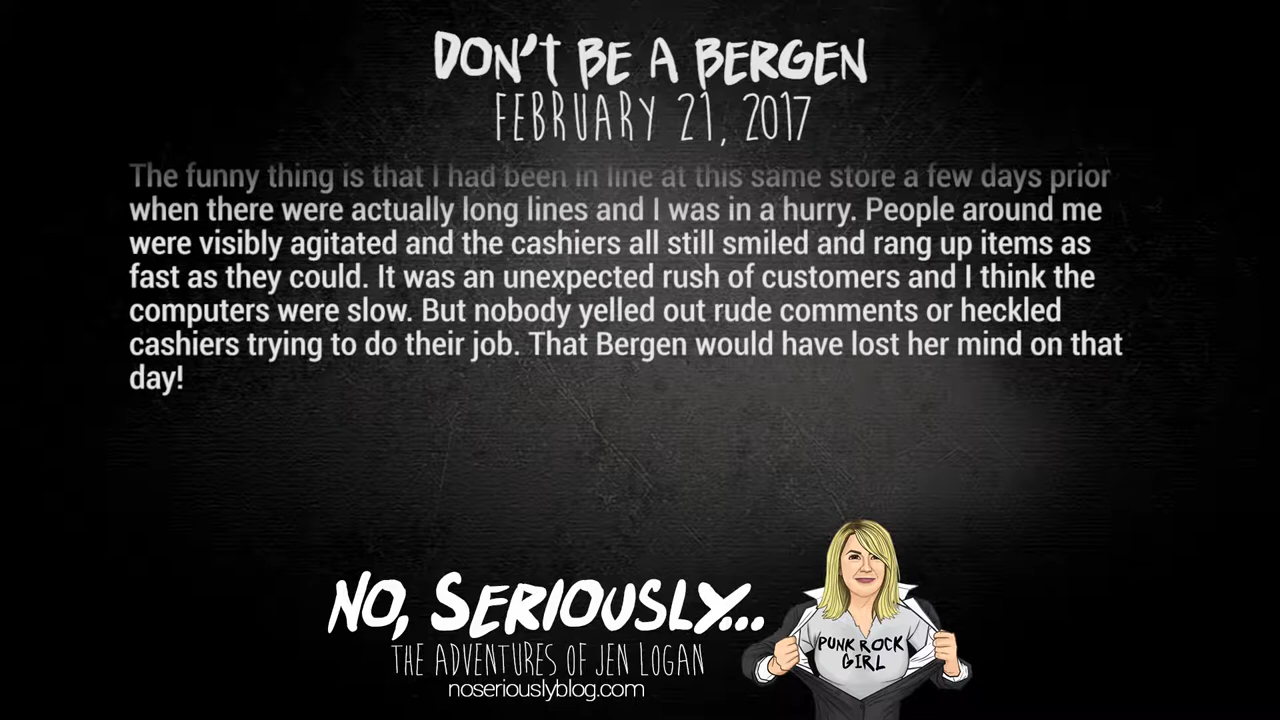 DON'T BE A BERGEN
FEBRUARY 21, 2017
The funny thing is that I had been in line at this same store a few days prior
when there were actually long lines and I was in a hurry. People around me
were visibly agitated and the cashiers all still smiled and rang up items as
fast as they could. It was an unexpected rush of customers and I think the
computers were slow. But nobody yelled out rude comments or heckled
cashiers trying to do their job. That Bergen would have lost her mind on that
day!
NO, SERIOUSLY...
THE ADVENTURES OF JEN LOGAN
noseriouslyblog.com
PUNK ROCK
GIRL